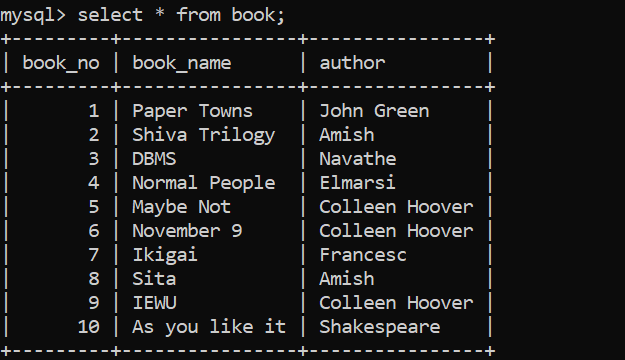 mysql> select * from book;
+---------+---------------+----------------+
| book_no | book_name     | author         |
+---------+---------------+----------------+
|       1 | Paper Towns   | John Green     |
|       2 | Shiva Trilogy | Amish          |
|       3 | DBMS          | Navathe        |
|       4 | Normal People | Elmarsi        |
|       5 | Maybe Not     | Colleen Hoover |
|       6 | November 9    | Colleen Hoover |
|       7 | Ikigai        | Francesc       |
|       8 | Sita          | Amish          |
|       9 | IEWU          | Colleen Hoover |
|      10 | As you like it | Shakespeare    |
+---------+---------------+----------------+